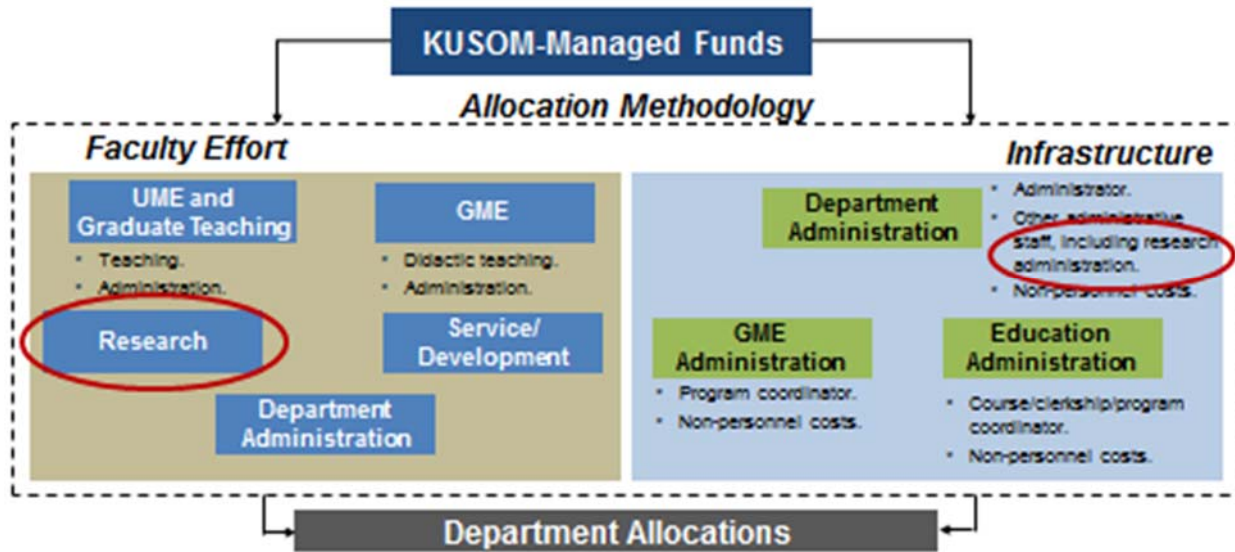 KUSOM-Managed Funds
Allocation Methodology
Faculty Effort
UME and
Graduate Teaching
• Teaching.
• Administration.
GME
• Didactic teaching.
• Administration.
Research
Service/
Development
Department
Administration
Infrastructure
Department
Administration
• Administrator.
• Other administrative
staff, including research
administration.
• Non-personnel costs.
GME
Administration
• Program coordinator.
• Non-personnel costs.
Education
Administration
• Course/clerkship/program
coordinator.
• Non-personnel costs.
Department Allocations